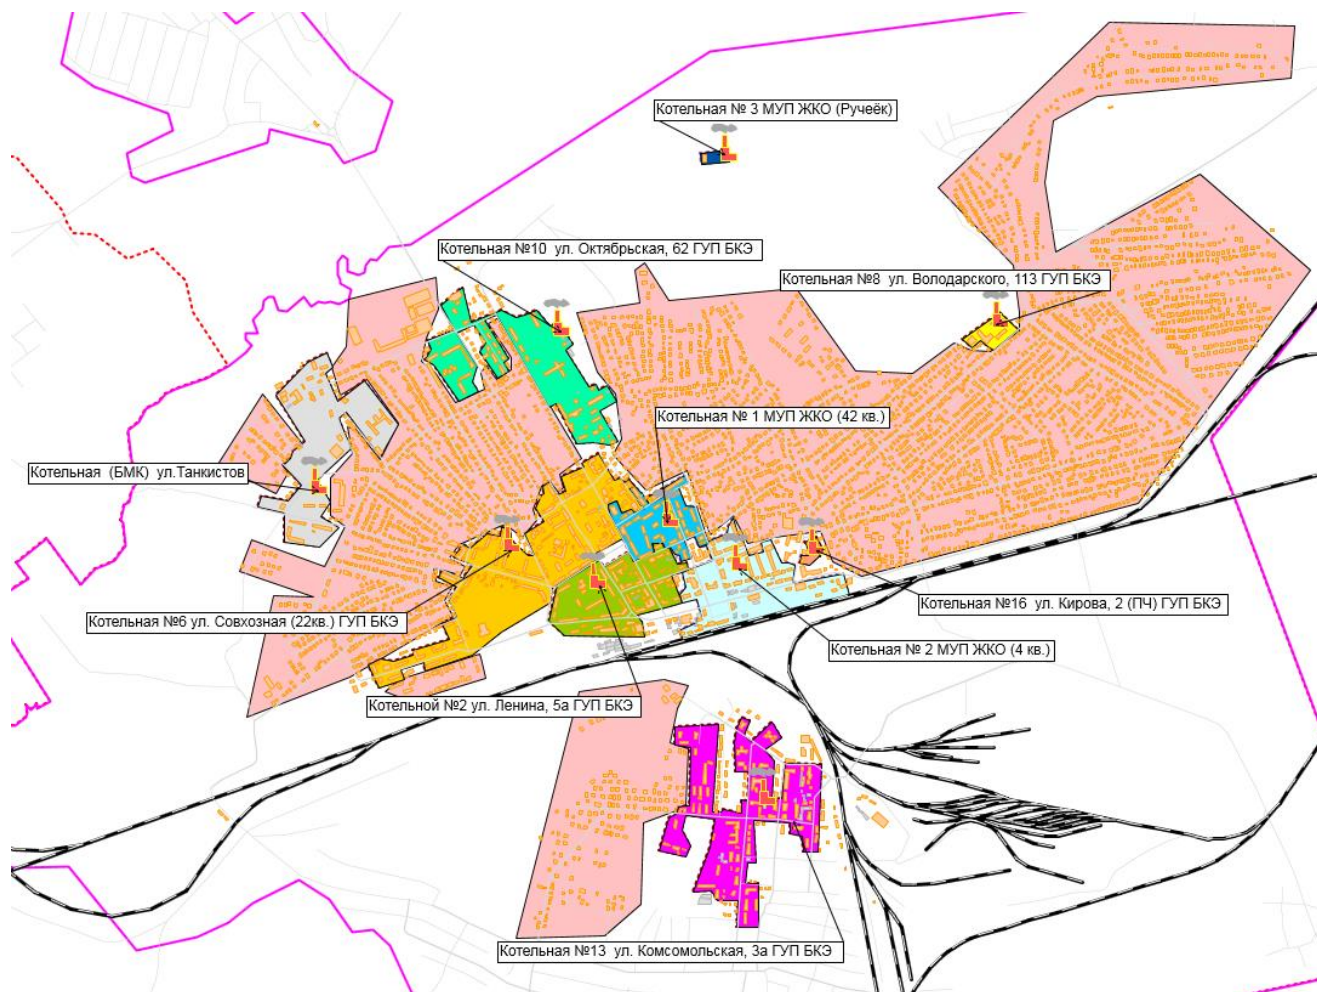 Котельная № 3 МУП ЖКО (Ручеёк)
Котельная №10 ул. Октябрьская, 62 ГУП БКЭ
Котельная №8 ул. Володарского, 113 ГУП БКЭ
Котельная № 1 МУП ЖКО (42 кв.)
Котельная (БМК) ул.Танкистов
Котельная №16 ул. Кирова, 2 (ПЧ) ГУП БКЭ
Котельная №6 ул. Совхозная (22кв.) ГУП БКЭ
Котельная № 2 МУП ЖКО (4 кв.)
Котельной №2 ул. Ленина, 5а ГУП БКЭ
Котельная №13 ул. Комсомольская, 3а ГУП БКЭ